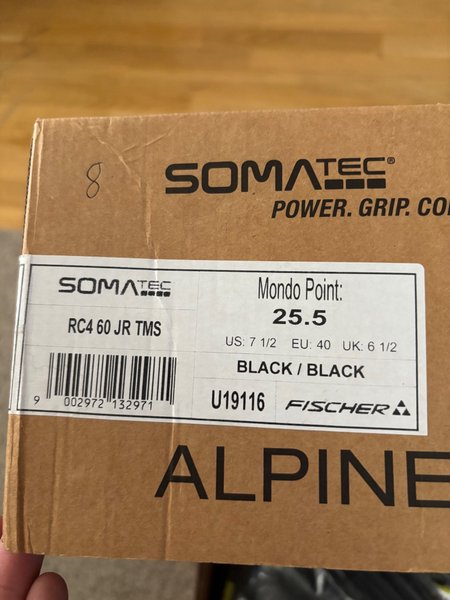 8
SOMATEC®
POWER. GRIP. CO
SOMATEC
RC4 60 JR TMS
9 002972 132971
Mondo Point:
25.5
US: 7 1/2 EU: 40 UK: 6 1/2
BLACK / BLACK
U19116 FISCHER
ALPINE